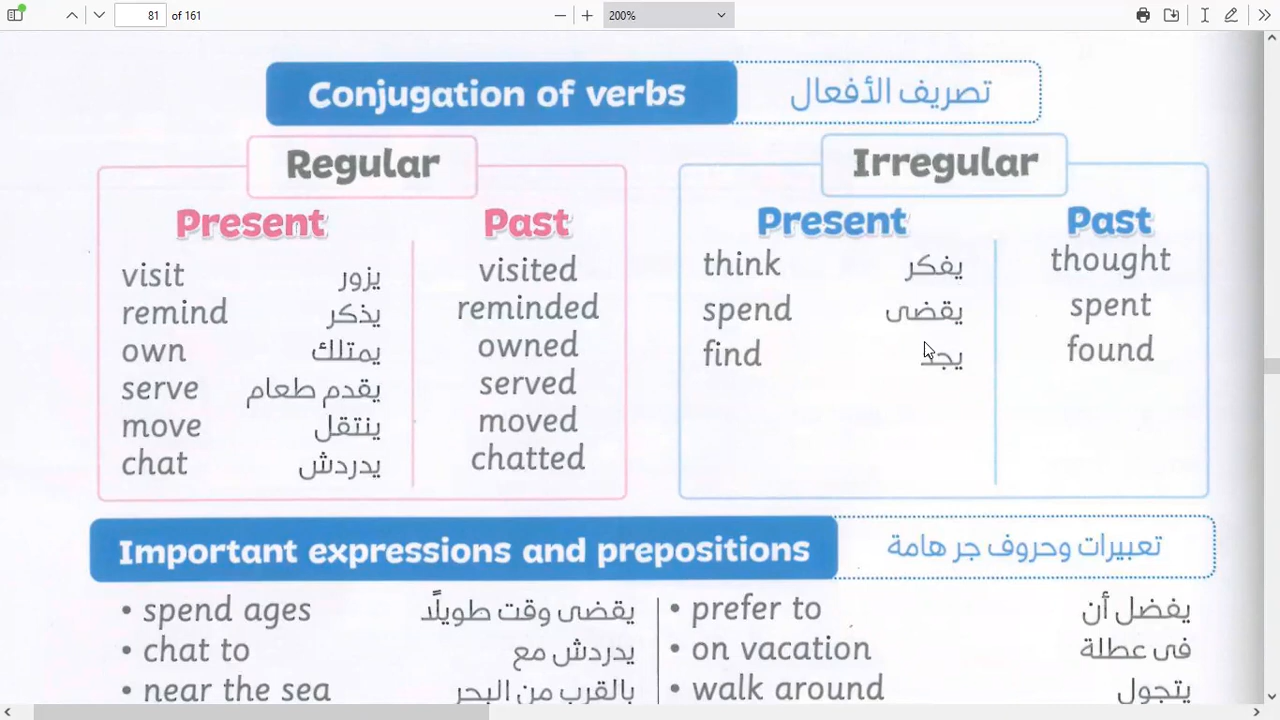 81 of 161
200%
Conjugation of verbs تصريف الأفعال
Regular
Present Past
visit يزور visited
remind يذكر reminded
own يمتلك owned
serve يقدم طعام served
move ينتقل moved
chat يدردش chatted
Irregular
Present Past
think يفكر thought
spend يقضى spent
find يجد found
Important expressions and prepositions تعبيرات وحروف جر هامة
• spend ages يقضى وقت طويلًا
• chat to يدردش مع
• near the sea بالقرب من البحر
• prefer to يفضل أن
• on vacation فى عطلة
• walk around يتجول